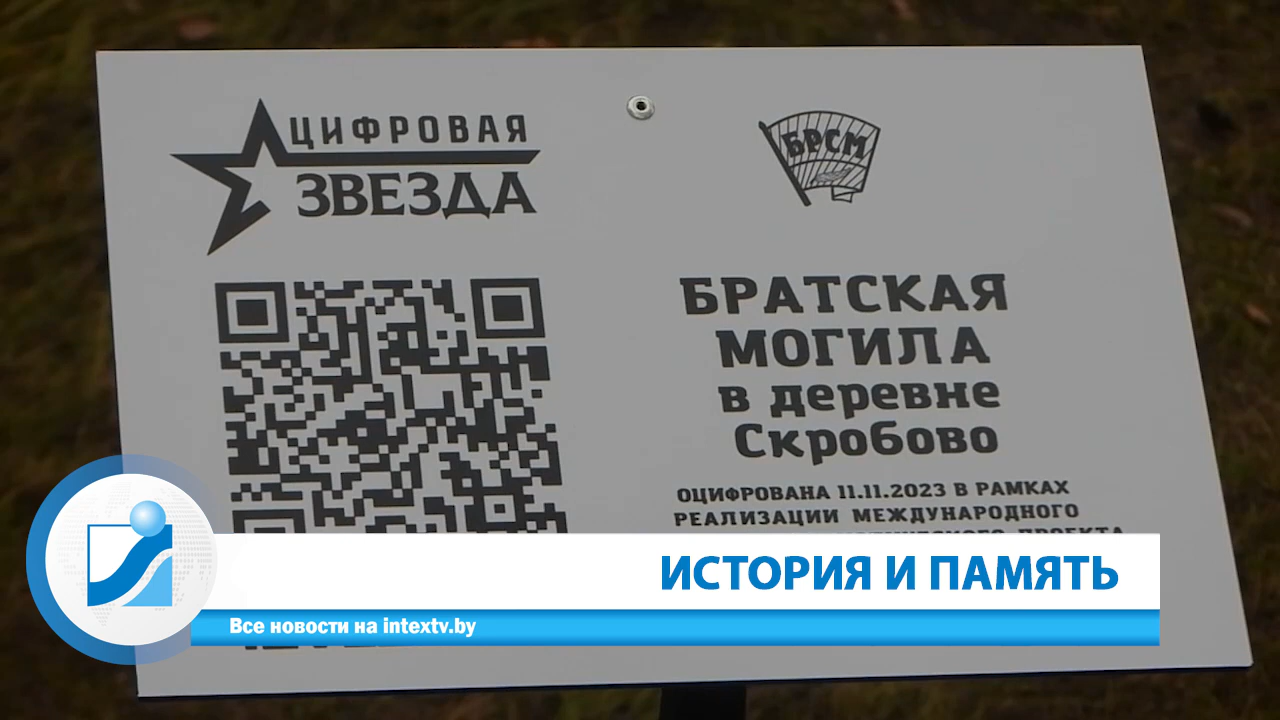 ЦИФРОВАЯ
ЗВЕЗДА
БРСМ
БРАТСКАЯ
МОГИЛА
в деревне
Скробово
ОЦИФРОВАНА 11.11.2023 В РАМКАХ
РЕАЛИЗАЦИИ МЕЖДУНАРОДНОГО
ПРОЕКТА
ИСТОРИЯ И ПАМЯТЬ
Все новости на intextv.by